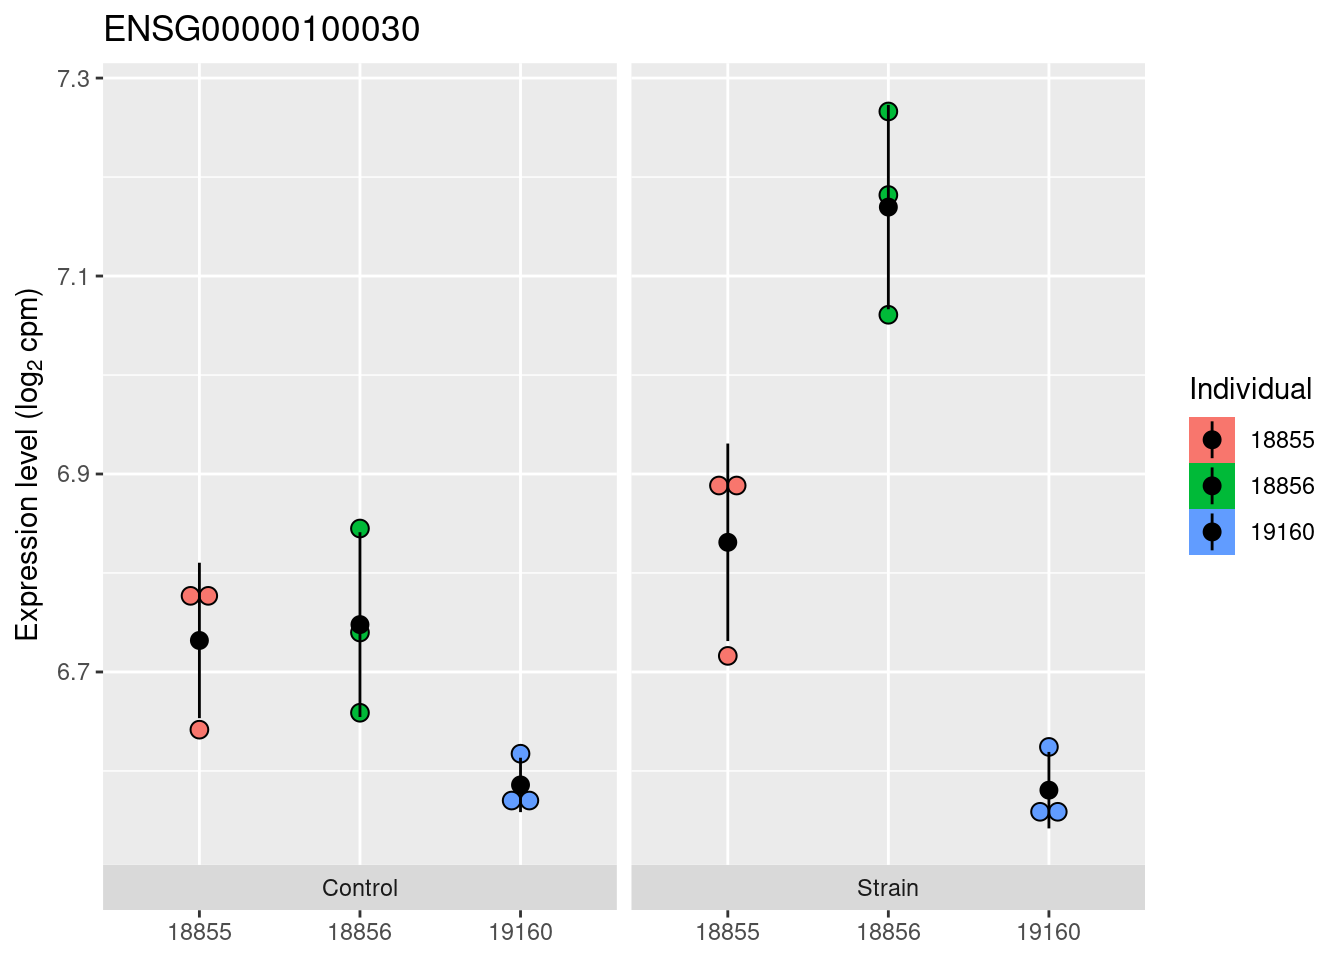 ENSG00000100030
Expression level (log₂ cpm)
7.3
7.1
6.9
6.7
Control
Strain
18855
18856
19160
18855
18856
19160
Individual
18855
18856
19160